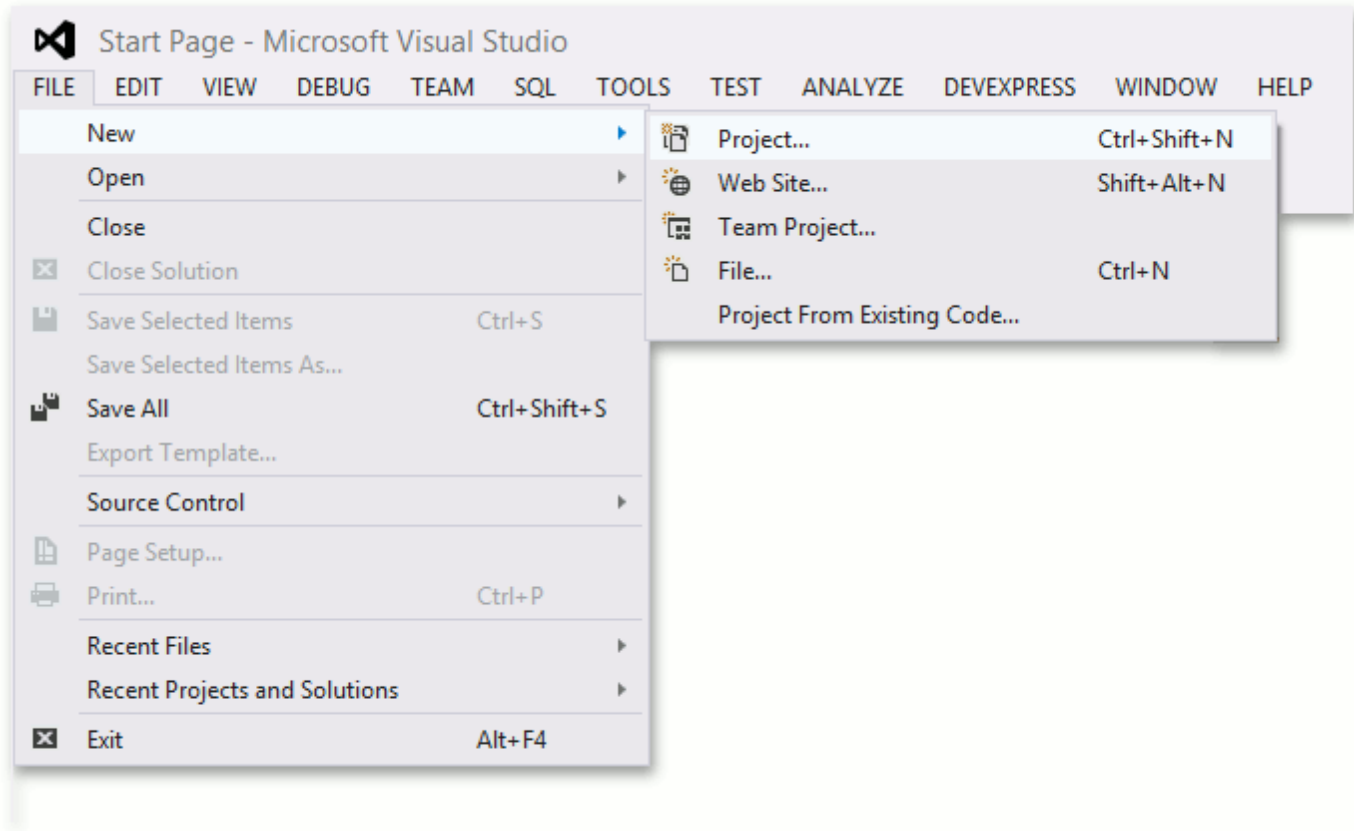 Start Page - Microsoft Visual Studio
FILE EDIT VIEW DEBUG TEAM SQL TOOLS TEST ANALYZE DEVEXPRESS WINDOW HELP
New
Open
Close
Close Solution
Save Selected Items Ctrl+S
Save Selected Items As...
Save All Ctrl+Shift+S
Export Template...
Source Control
Page Setup...
Print... Ctrl+P
Recent Files
Recent Projects and Solutions
Exit Alt+F4
Project... Ctrl+Shift+N
Web Site... Shift+Alt+N
Team Project...
File... Ctrl+N
Project From Existing Code...